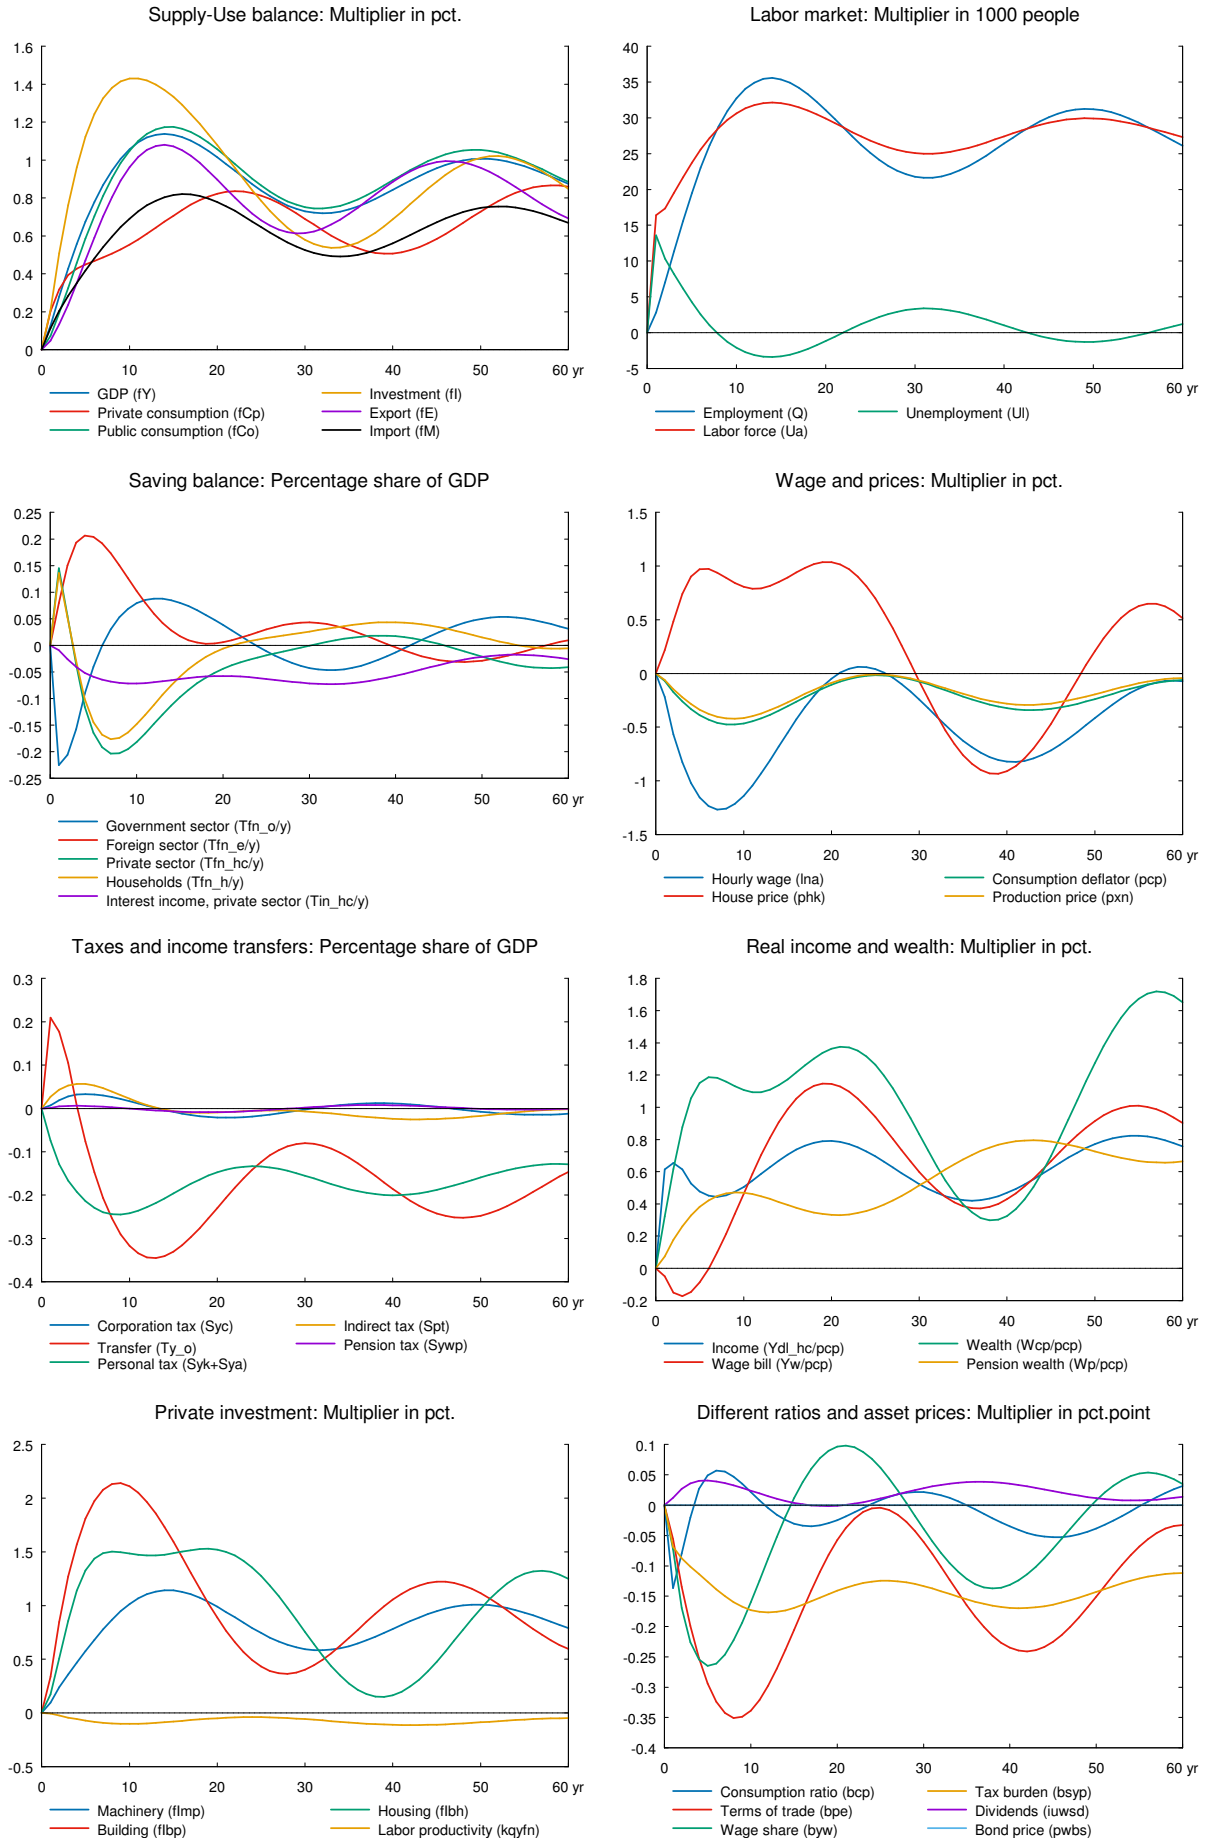 Supply-Use balance: Multiplier in pct.
1.6
1.4
1.2
1
0.8
0.6
0.4
0.2
0
0 10 20 30 40 50 60 yr
GDP (fY) Investment (fI)
Private consumption (fCp) Export (fE)
Public consumption (fCo) Import (fM)
Labor market: Multiplier in 1000 people
40
35
30
25
20
15
10
5
0
-5
0 10 20 30 40 50 60 yr
Employment (Q) Unemployment (Ul)
Labor force (Ua)
Saving balance: Percentage share of GDP
0.25
0.2
0.15
0.1
0.05
0
-0.05
-0.1
-0.15
-0.2
-0.25
0 10 20 30 40 50 60 yr
Government sector (Tfn_o/y)
Foreign sector (Tfn_e/y)
Private sector (Tfn_hc/y)
Households (Tfn_h/y)
Interest income, private sector (Tin_hc/y)
Wage and prices: Multiplier in pct.
1.5
1
0.5
0
-0.5
-1
-1.5
0 10 20 30 40 50 60 yr
Hourly wage (lna) Consumption deflator (pcp)
House price (phk) Production price (pxn)
Taxes and income transfers: Percentage share of GDP
0.3
0.2
0.1
0
-0.1
-0.2
-0.3
-0.4
0 10 20 30 40 50 60 yr
Corporation tax (Syc) Indirect tax (Spt)
Transfer (Ty_o) Pension tax (Sywp)
Personal tax (Syk+Sya)
Real income and wealth: Multiplier in pct.
1.8
1.6
1.4
1.2
1
0.8
0.6
0.4
0.2
0
-0.2
0 10 20 30 40 50 60 yr
Income (Ydl_hc/pcp) Wealth (Wcp/pcp)
Wage bill (Yw/pcp) Pension wealth (Wp/pcp)
Private investment: Multiplier in pct.
2.5
2
1.5
1
0.5
0
-0.5
0 10 20 30 40 50 60 yr
Machinery (fImp) Housing (fIbh)
Building (fIbp) Labor productivity (kqyfn)
Different ratios and asset prices: Multiplier in pct.point
0.1
0.05
0
-0.05
-0.1
-0.15
-0.2
-0.25
-0.3
-0.35
-0.4
0 10 20 30 40 50 60 yr
Consumption ratio (bcp) Tax burden (bsyp)
Terms of trade (bpe) Dividends (iuwsd)
Wage share (byw) Bond price (pwbs)